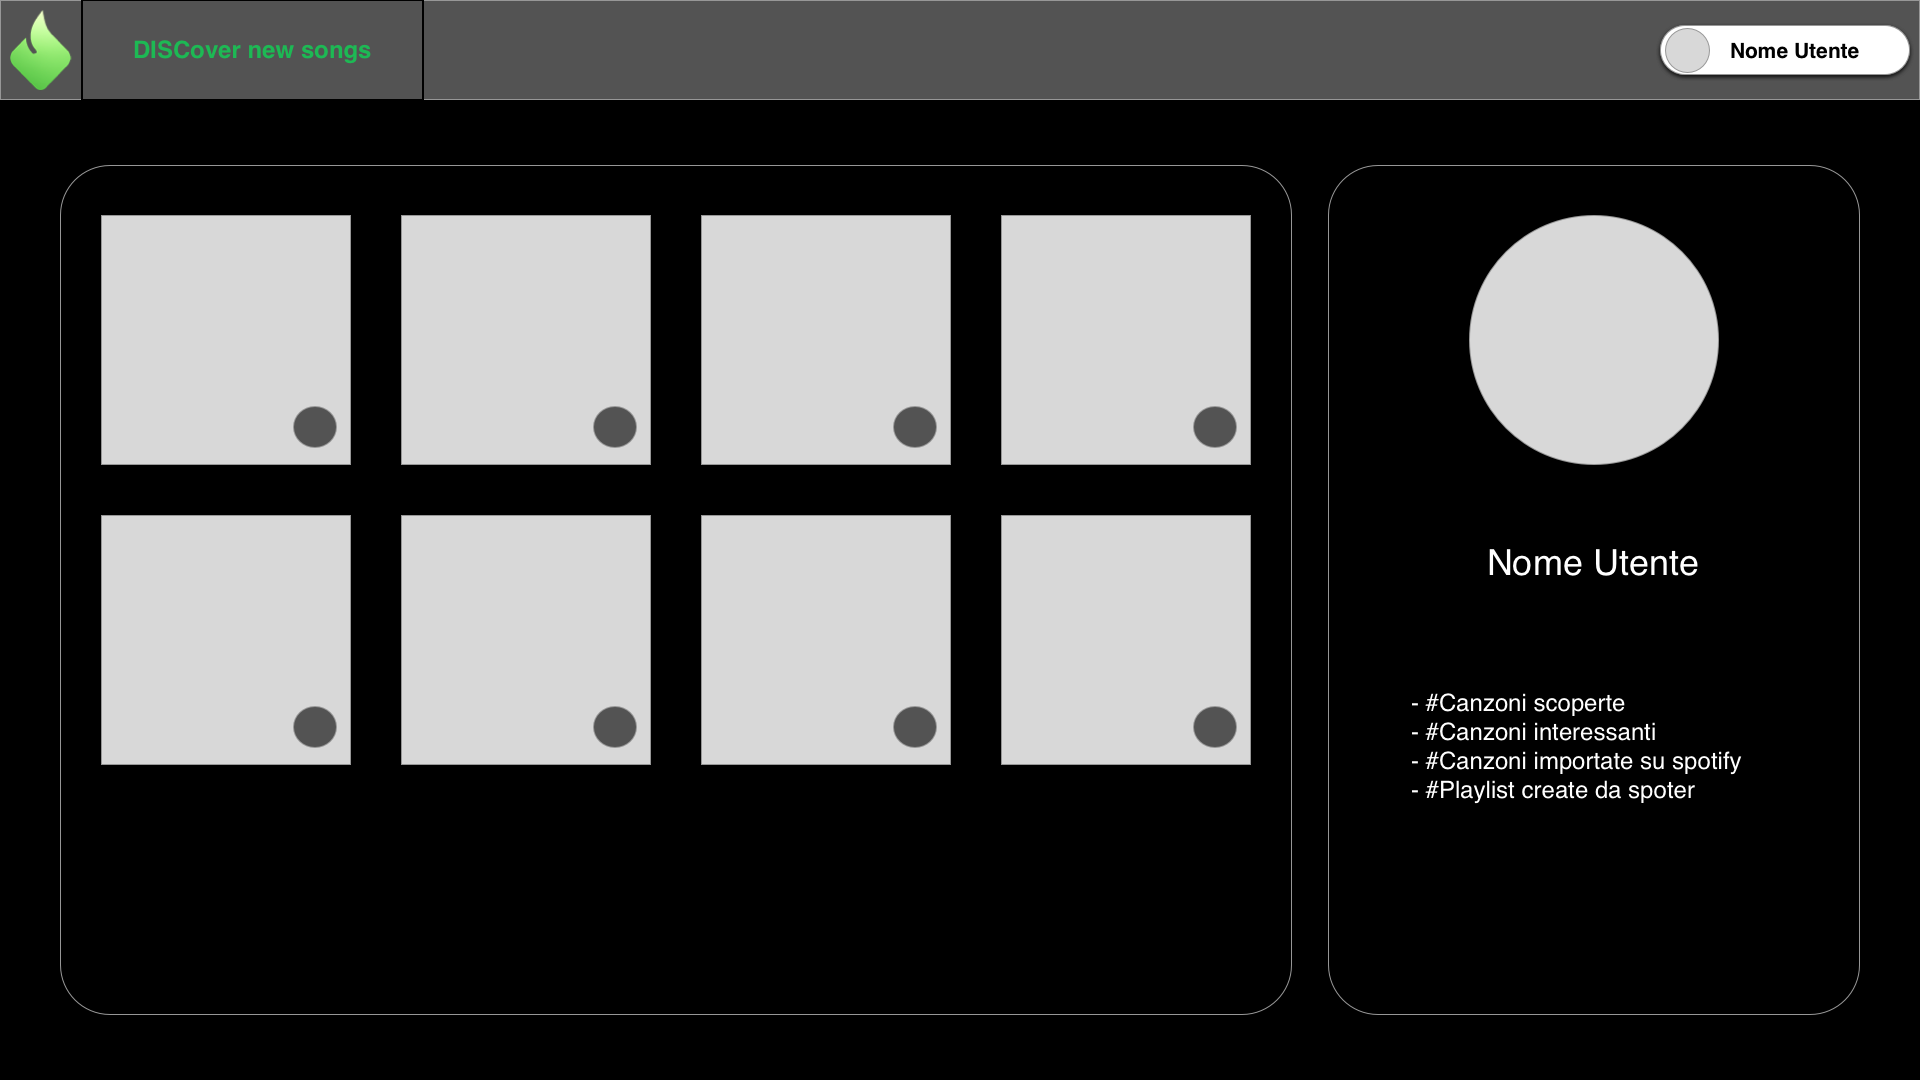 DISCover new songs
Nome Utente
Nome Utente
- #Canzoni scoperte
- #Canzoni interessanti
- #Canzoni importate su spotify
- #Playlist create da spoter